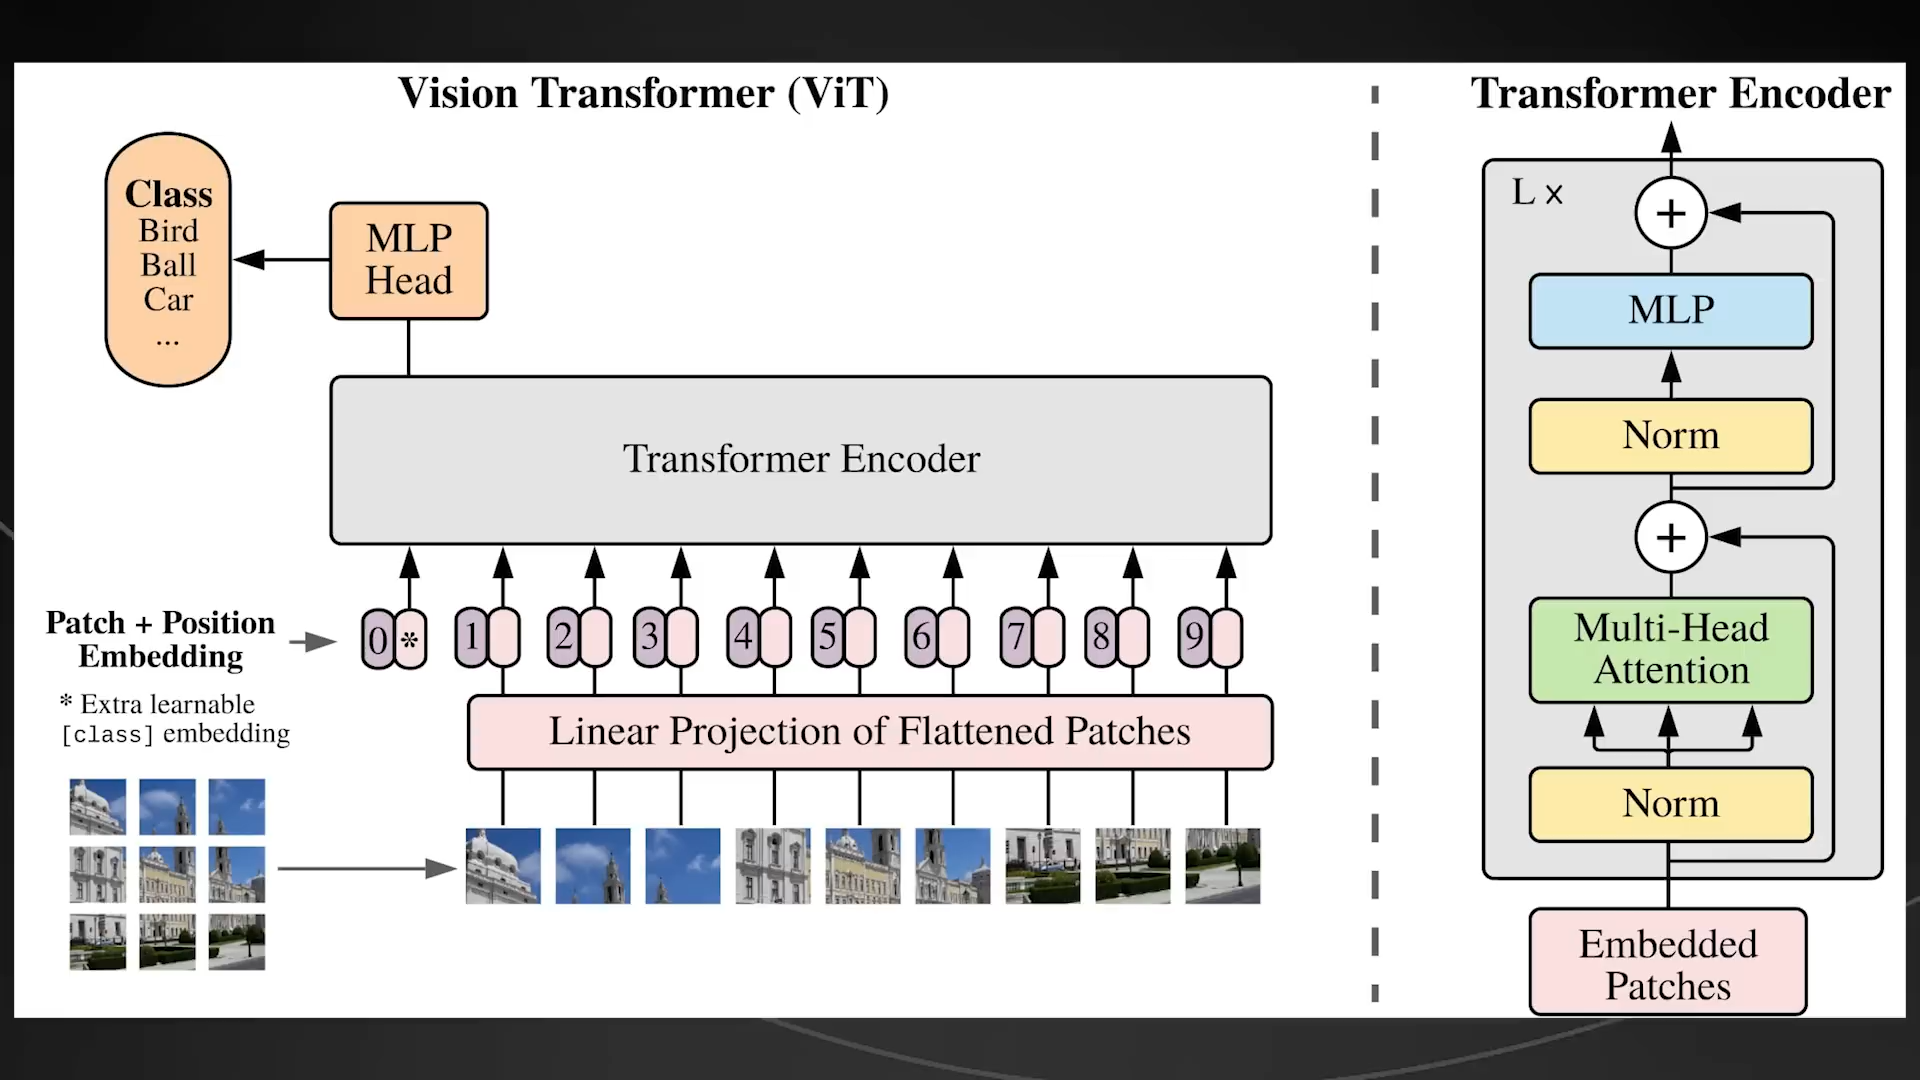 Vision Transformer (ViT)
Class
Bird
Ball
Car
...
MLP
Head
Transformer Encoder
Patch + Position
Embedding
0 * 1 2 3 4 5 6 7 8 9
* Extra learnable
[class] embedding
Linear Projection of Flattened Patches
Transformer Encoder
L x
+
MLP
Norm
+
Multi-Head
Attention
Norm
Embedded
Patches